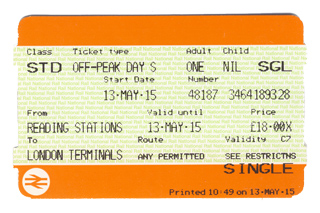 Class Ticket type Adult Child
STD OFF-PEAK DAY S ONE NIL SGL
Start Date Number
13·MAY·15 48187 3464189328
From Valid until Price
READING STATIONS 13·MAY·15 £18·00X
To Route Validity C7
LONDON TERMINALS ANY PERMITTED SEE RESTRICTNS
SINGLE
Printed 10:49 on 13·MAY·15